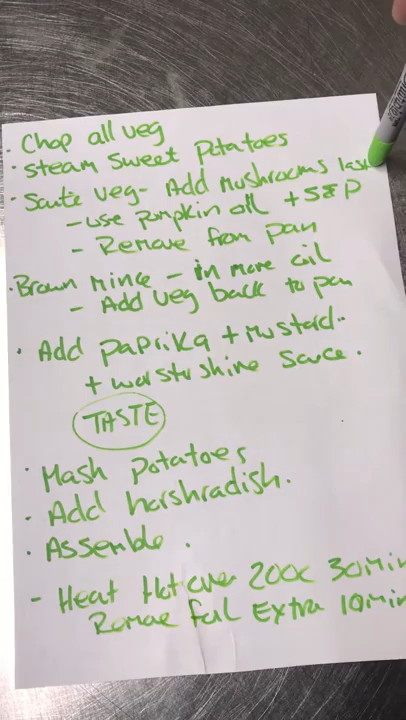 · Chop all veg
· Steam Sweet Potatoes
· Saute veg - Add Mushrooms last
- use pumpkin oil + S&P
- Remove from pan
· Brown mince - in more oil
- Add veg back to pan
· Add paprika + Mustard..
+ worstershine Sauce.
TASTE
· Mash Potatoes
· Add horshradish.
· Assemble.
- Heat Hot over 200c 30min
Remove foil Extra 10min